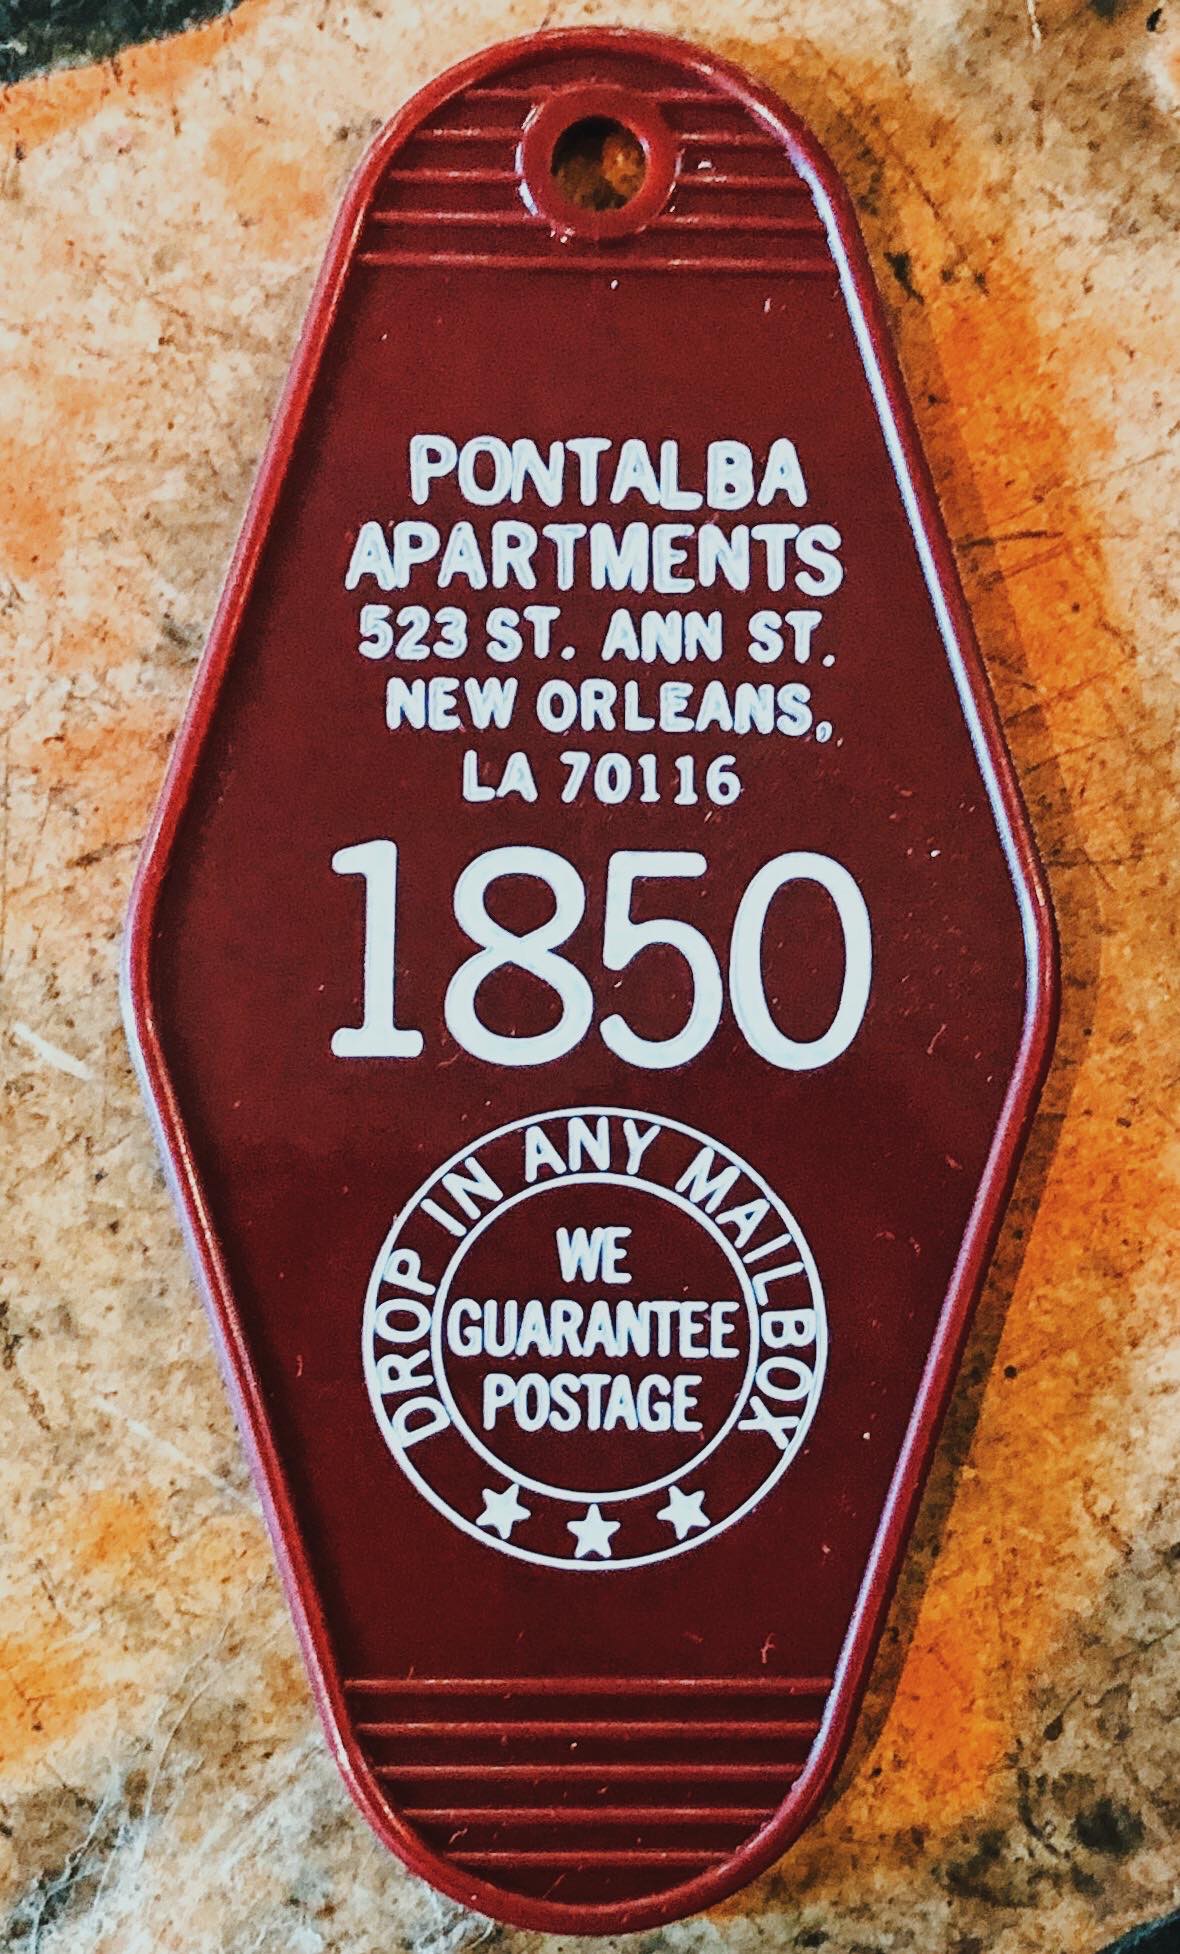 PONTALBA
APARTMENTS
523 ST. ANN ST.
NEW ORLEANS,
LA 70116
1850
DROP IN ANY MAILBOX
WE
GUARANTEE
POSTAGE